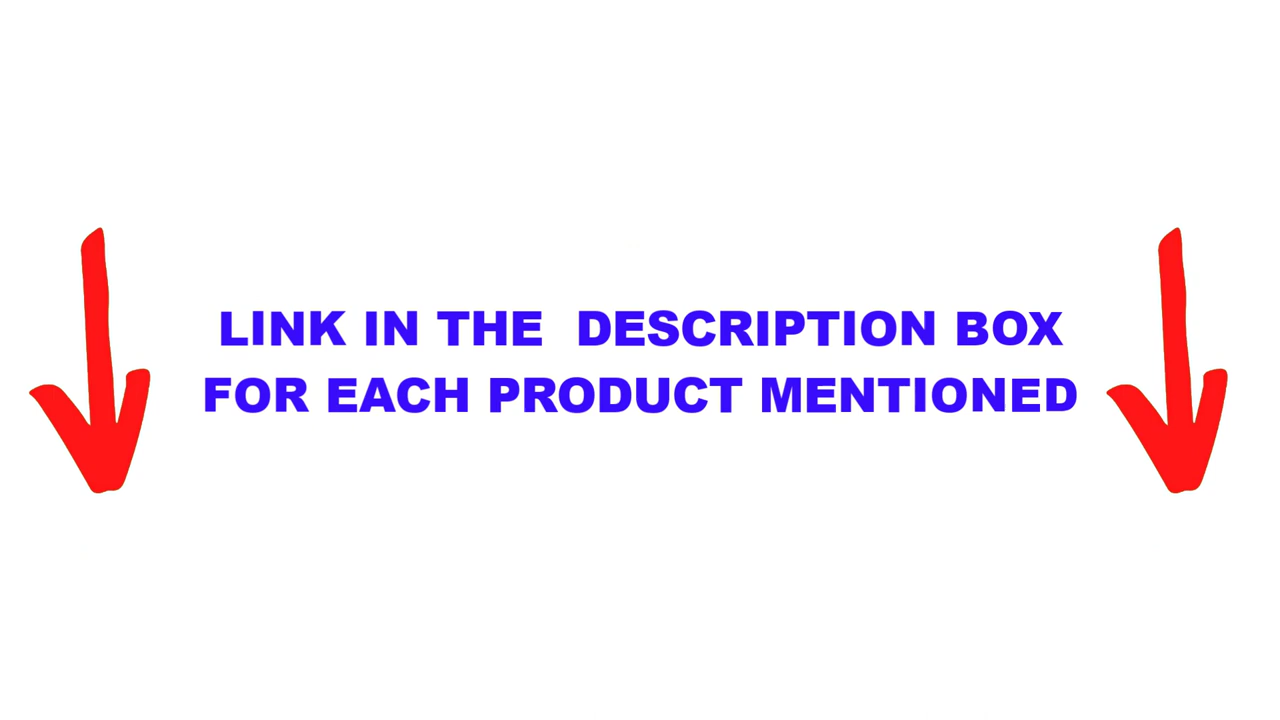 LINK IN THE  DESCRIPTION BOX
FOR EACH PRODUCT MENTIONED